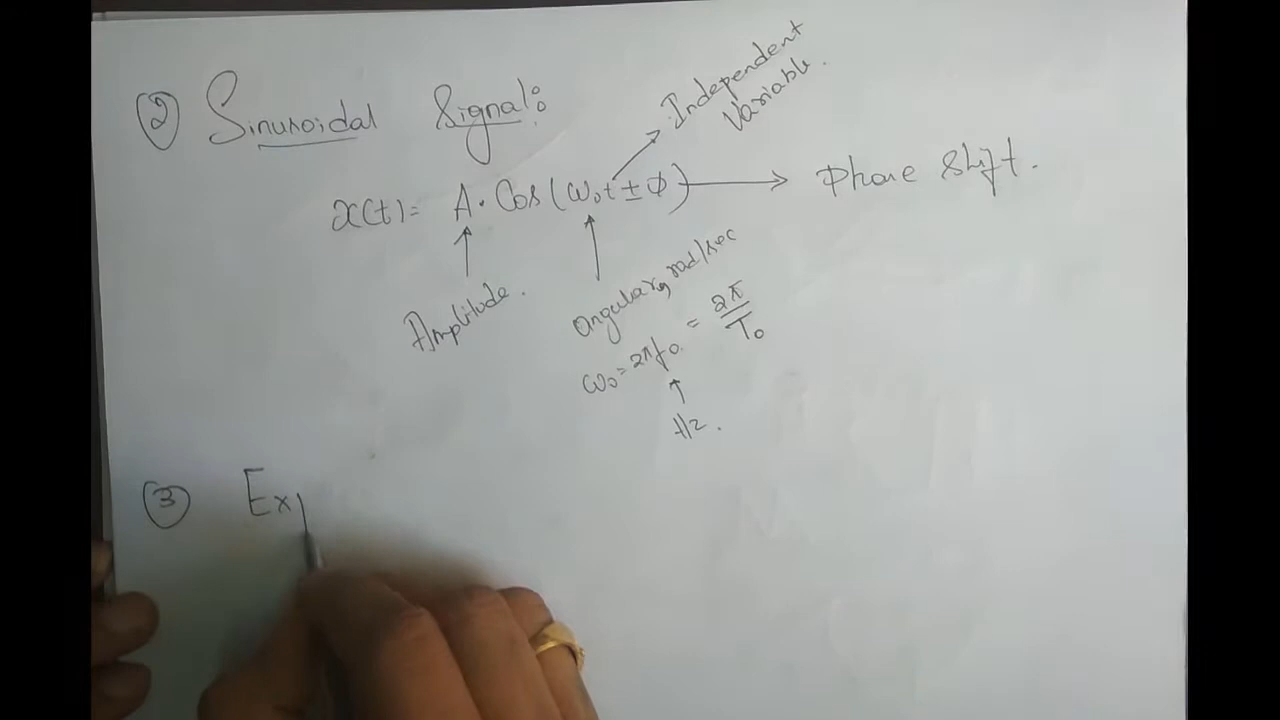 ② Sinusoidal Signal:
Independent
Variable.
x(t) = A. Cos(ω₀t ± φ) → Phase Shift.
Amplitude.
angular, rad/sec
ω₀ = 2πf₀ = 2π/T₀
Hz.
③ Exp